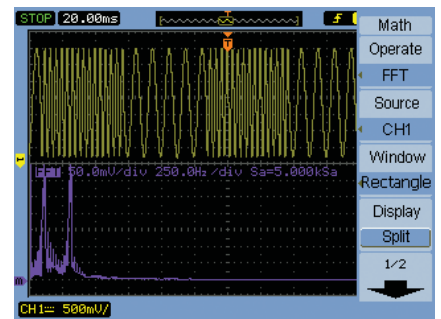 STOP 20.00ms
T
T
FFT 50.0mV/div 250.0Hz/div Sa=5.000kSa
CH1 500mV/
Math
Operate
FFT
Source
CH1
Window
Rectangle
Display
Split
1/2